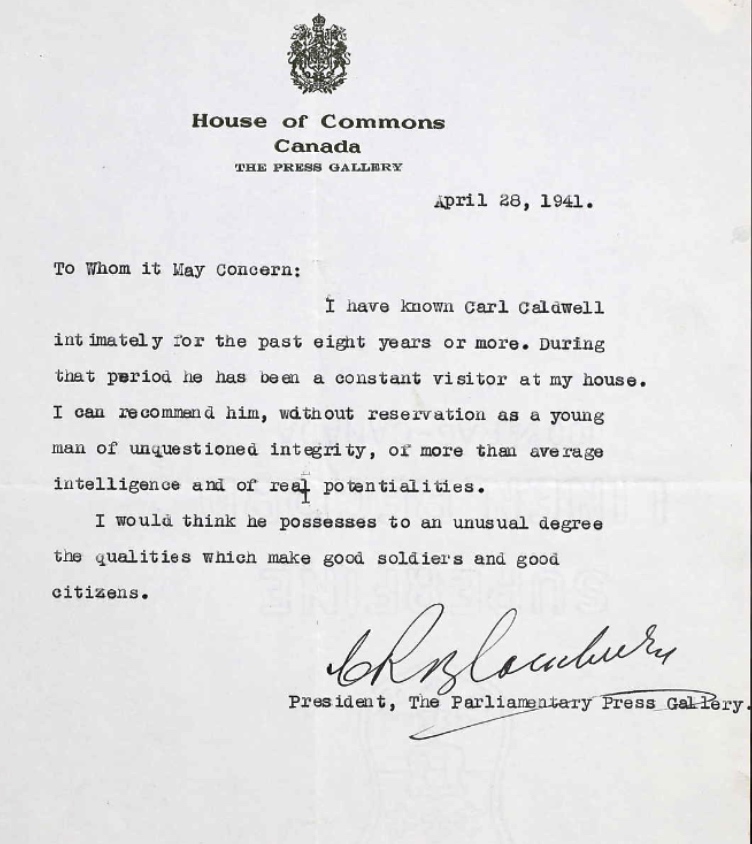 House of Commons
Canada
THE PRESS GALLERY
April 28, 1941.
To Whom it May Concern:
I have known Carl Caldwell
intimately for the past eight years or more. During
that period he has been a constant visitor at my house.
I can recommend him, without reservation as a young
man of unquestioned integrity, of more than average
intelligence and of real potentialities.
I would think he possesses to an unusual degree
the qualities which make good soldiers and good
citizens.
C R Blackburn
President, The Parliamentary Press Gallery.